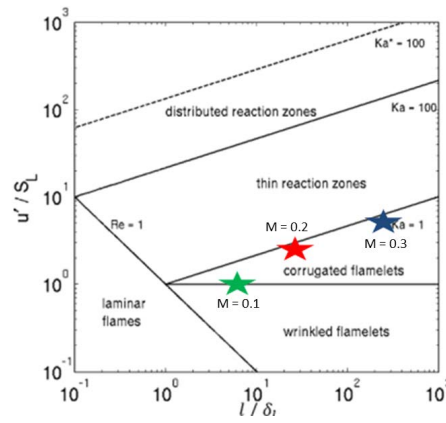 10³
Ka* = 100
distributed reaction zones
10²
Ka = 100
u' / S_L
thin reaction zones
10¹
Re = 1
M = 0.2
Ka = 1
M = 0.3
corrugated flamelets
10⁰
M = 0.1
laminar
flames
wrinkled flamelets
10⁻¹
10⁻¹ 10⁰ 10¹ 10² 10³